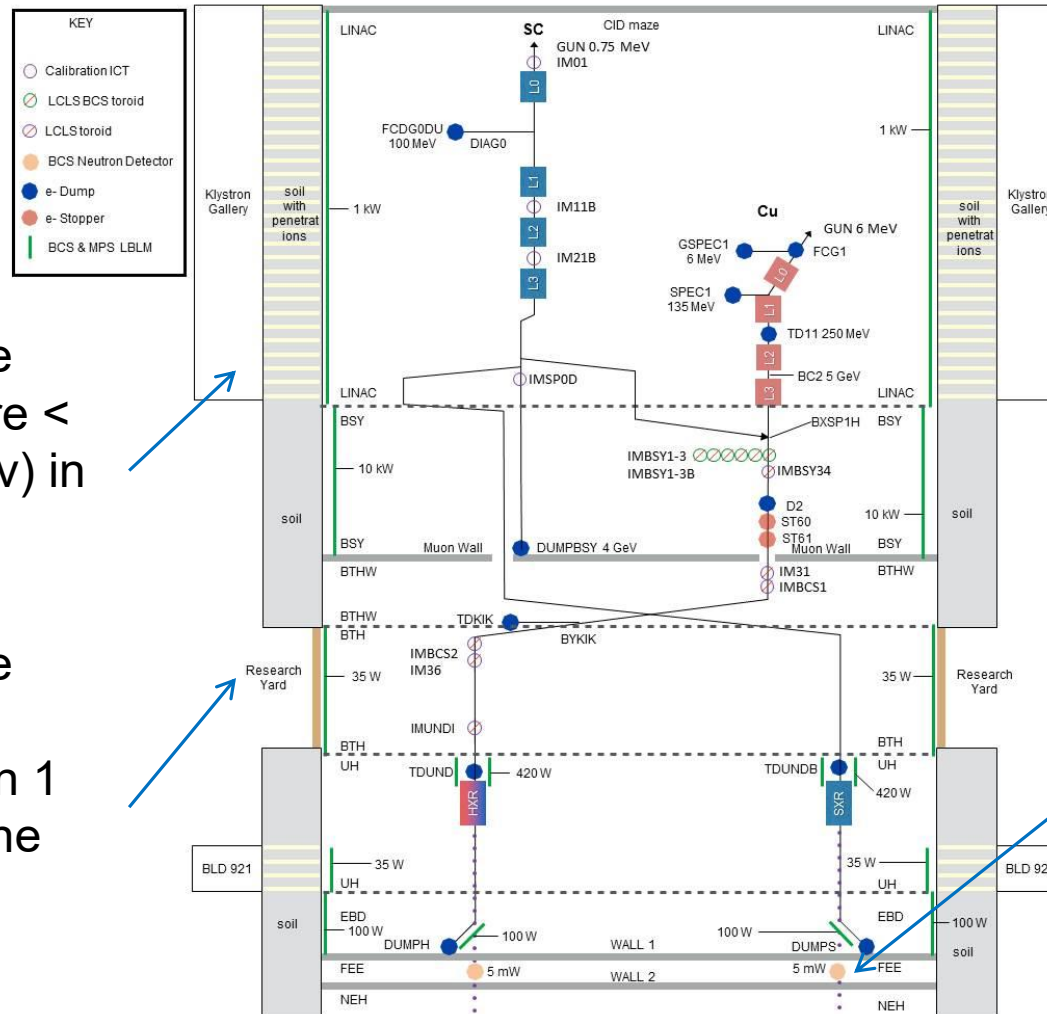 KEY
Calibration ICT
LCLS BCS toroid
LCLS toroid
BCS Neutron Detector
e- Dump
e- Stopper
BCS & MPS LBLM
e
re <
v) in
e
n 1
ne
LINAC
SC
CID maze
LINAC
GUN 0.75 MeV
IM01
L0
FCDG0DU
100 MeV
DIAG0
1 kW
Klystron
Gallery
soil
with
penetrat
ions
1 kW
L1
IM11B
L2
IM21B
L3
Cu
GUN 6 MeV
GSPEC1
6 MeV
FCG1
L0
SPEC1
135 MeV
L1
TD11 250 MeV
L2
BC2 5 GeV
L3
soil
with
penetrat
ions
Klystron
Gallery
LINAC
IMSP0D
LINAC
BSY
BXSP1H
BSY
10 kW
IMBSY1-3
IMBSY1-3B
IMBSY34
D2
10 kW
ST60
ST61
soil
soil
BSY
DUMPBSY 4 GeV
Muon Wall
Muon Wall
BSY
BTHW
IM31
IMBCS1
BTHW
BTHW
TDKIK
BYKIK
BTH
IMBCS2
IM36
Research
Yard
35 W
35 W
Research
Yard
BTH
IMUNDI
BTH
BTH
UH
TDUND
420 W
TDUNDB
UH
420 W
HXR
SXR
BLD 921
35 W
35 W
BLD 92
UH
UH
soil
EBD
100 W
DUMPH
100 W
WALL 1
100 W
DUMPS
EBD
100 W
soil
FEE
5 mW
WALL 2
5 mW
FEE
NEH
NEH